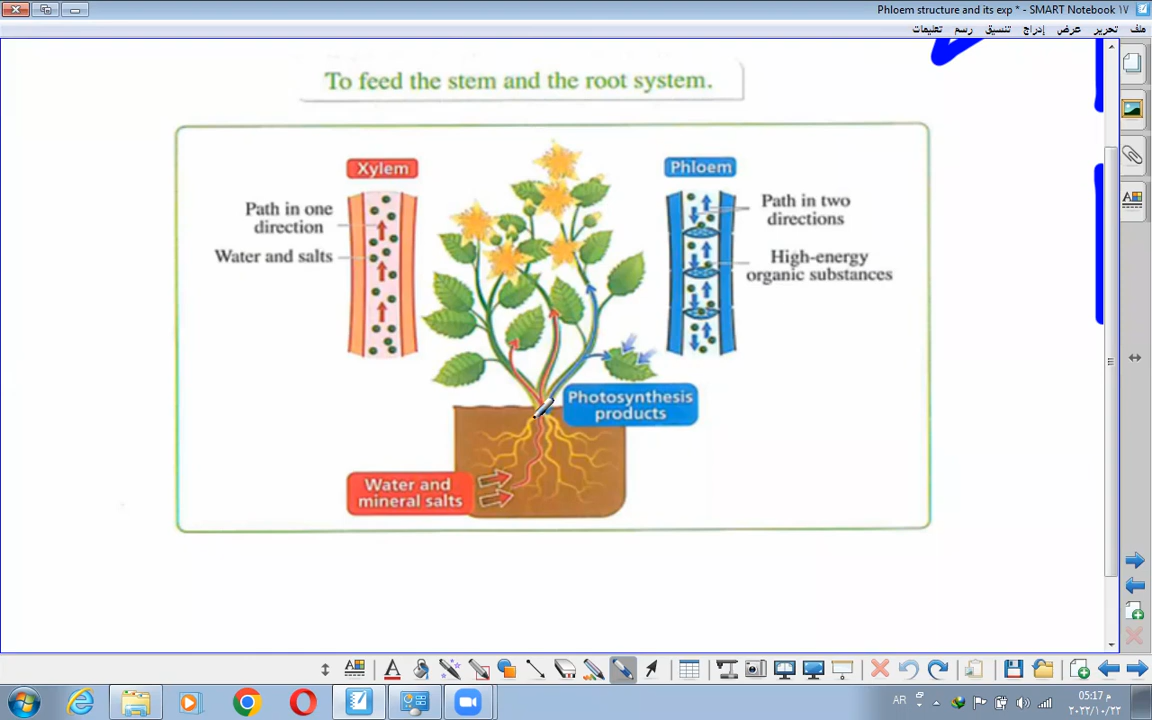 Phloem structure and its exp * - SMART Notebook ١٧
ملف تحرير عرض إدراج تنسيق رسم تعليمات
To feed the stem and the root system.
Xylem
Path in one
direction
Water and salts
Phloem
Path in two
directions
High-energy
organic substances
Photosynthesis
products
Water and
mineral salts
AR
05:17 م
٢٠٢٢/١٠/٢٢